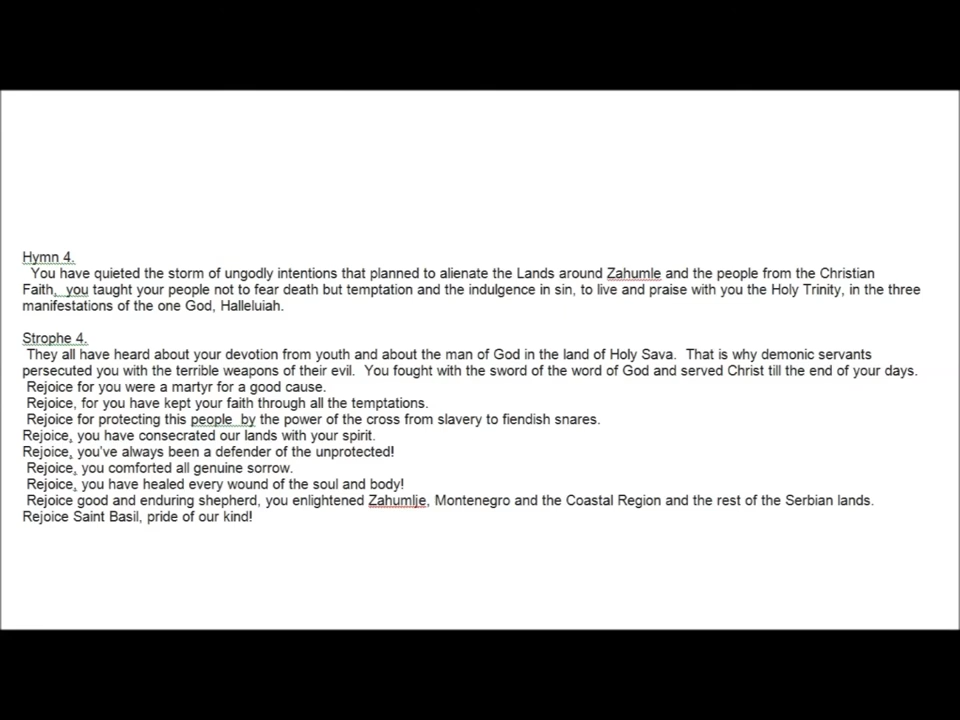 Hymn 4.
You have quieted the storm of ungodly intentions that planned to alienate the Lands around Zahumle and the people from the Christian
Faith,  you taught your people not to fear death but temptation and the indulgence in sin, to live and praise with you the Holy Trinity, in the three
manifestations of the one God, Halleluiah.
Strophe 4.
They all have heard about your devotion from youth and about the man of God in the land of Holy Sava.  That is why demonic servants
persecuted you with the terrible weapons of their evil.  You fought with the sword of the word of God and served Christ till the end of your days.
Rejoice for you were a martyr for a good cause.
Rejoice, for you have kept your faith through all the temptations.
Rejoice for protecting this people  by the power of the cross from slavery to fiendish snares.
Rejoice, you have consecrated our lands with your spirit.
Rejoice, you've always been a defender of the unprotected!
Rejoice, you comforted all genuine sorrow.
Rejoice, you have healed every wound of the soul and body!
Rejoice good and enduring shepherd, you enlightened Zahumlje, Montenegro and the Coastal Region and the rest of the Serbian lands.
Rejoice Saint Basil, pride of our kind!